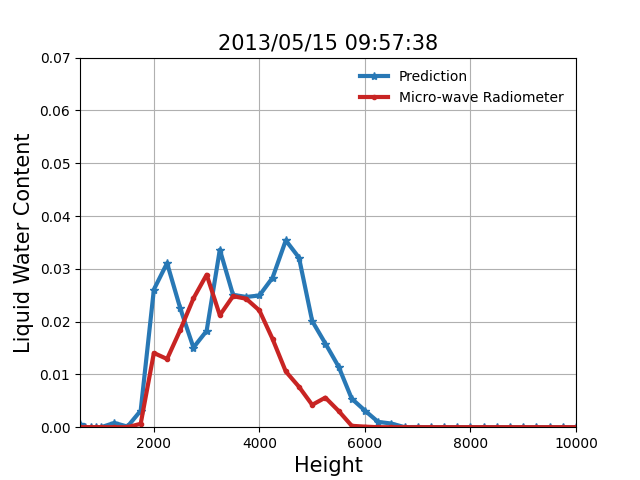 2013/05/15 09:57:38
0.07
0.06
0.05
0.04
0.03
0.02
0.01
0.00
Liquid Water Content
Prediction
Micro-wave Radiometer
2000 4000 6000 8000 10000
Height